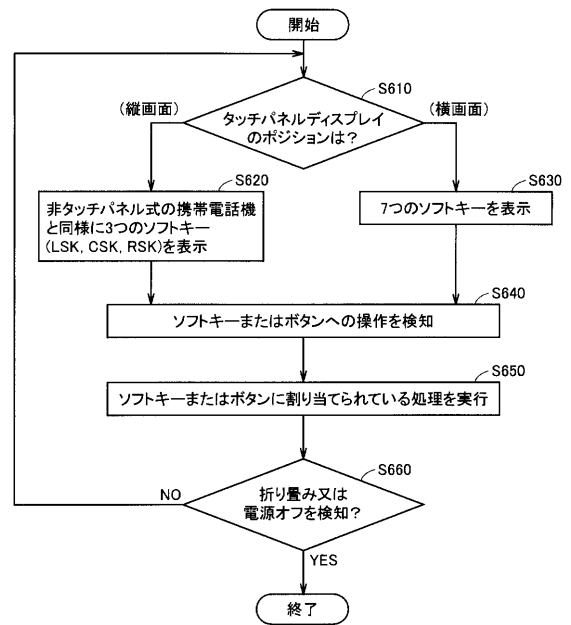 開始
S610
(縦画面)
タッチパネルディスプレイ
のポジションは?
(横画面)
S620
非タッチパネル式の携帯電話機
と同様に3つのソフトキー
(LSK, CSK, RSK)を表示
S630
7つのソフトキーを表示
S640
ソフトキーまたはボタンへの操作を検知
S650
ソフトキーまたはボタンに割り当てられている処理を実行
S660
NO
折り畳み又は
電源オフを検知?
YES
終了